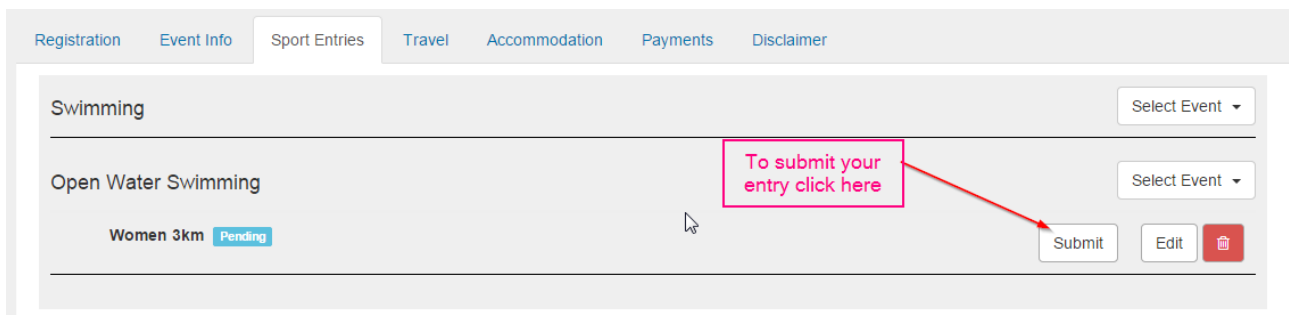 Registration Event Info Sport Entries Travel Accommodation Payments Disclaimer
Swimming Select Event
To submit your
entry click here
Open Water Swimming Select Event
Women 3km Pending Submit Edit